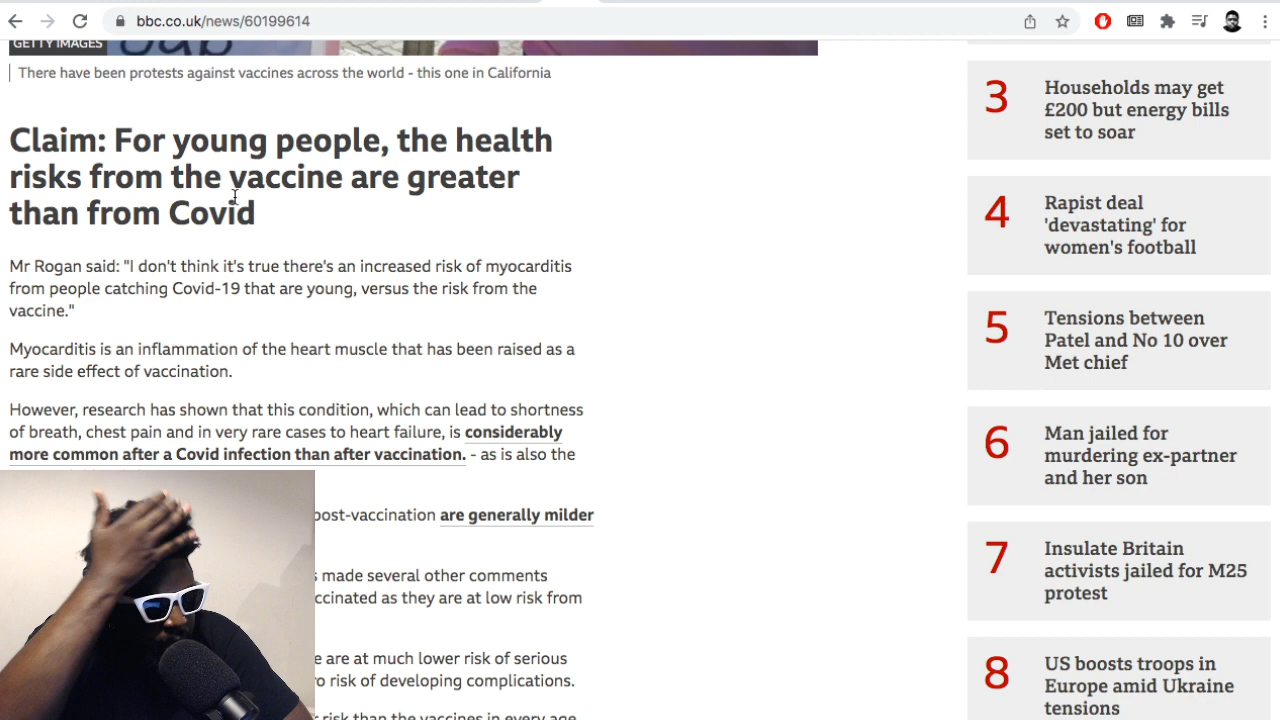 bbc.co.uk/news/60199614
GETTY IMAGES
There have been protests against vaccines across the world - this one in California
Claim: For young people, the health
risks from the vaccine are greater
than from Covid
Mr Rogan said: "I don't think it's true there's an increased risk of myocarditis
from people catching Covid-19 that are young, versus the risk from the
vaccine."
Myocarditis is an inflammation of the heart muscle that has been raised as a
rare side effect of vaccination.
However, research has shown that this condition, which can lead to shortness
of breath, chest pain and in very rare cases to heart failure, is considerably
more common after a Covid infection than after vaccination. - as is also the
post-vaccination are generally milder
made several other comments
ccinated as they are at low risk from
e are at much lower risk of serious
o risk of developing complications.
risk than the vaccines in every age
3
Households may get
£200 but energy bills
set to soar
4
Rapist deal
'devastating' for
women's football
5
Tensions between
Patel and No 10 over
Met chief
6
Man jailed for
murdering ex-partner
and her son
7
Insulate Britain
activists jailed for M25
protest
8
US boosts troops in
Europe amid Ukraine
tensions